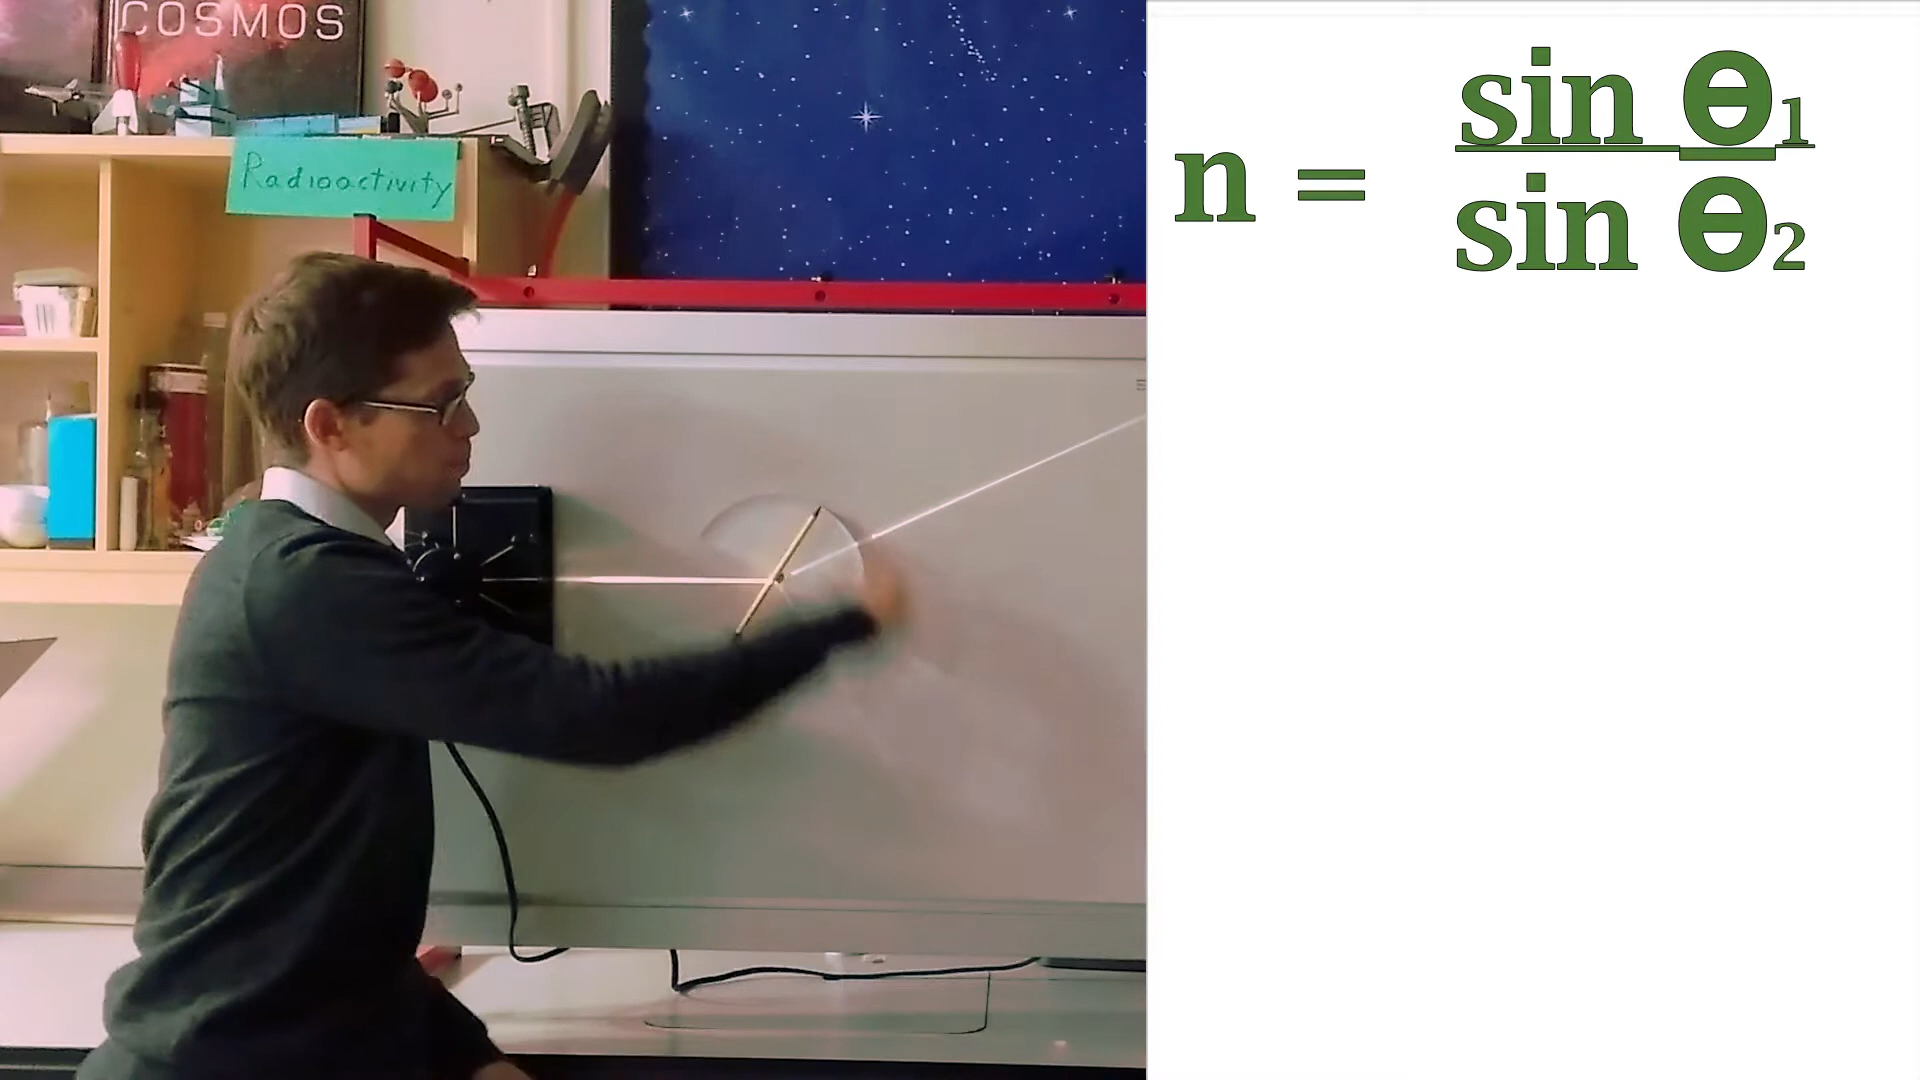 COSMOS
Radioactivity
n = sin Θ₁
sin Θ₂